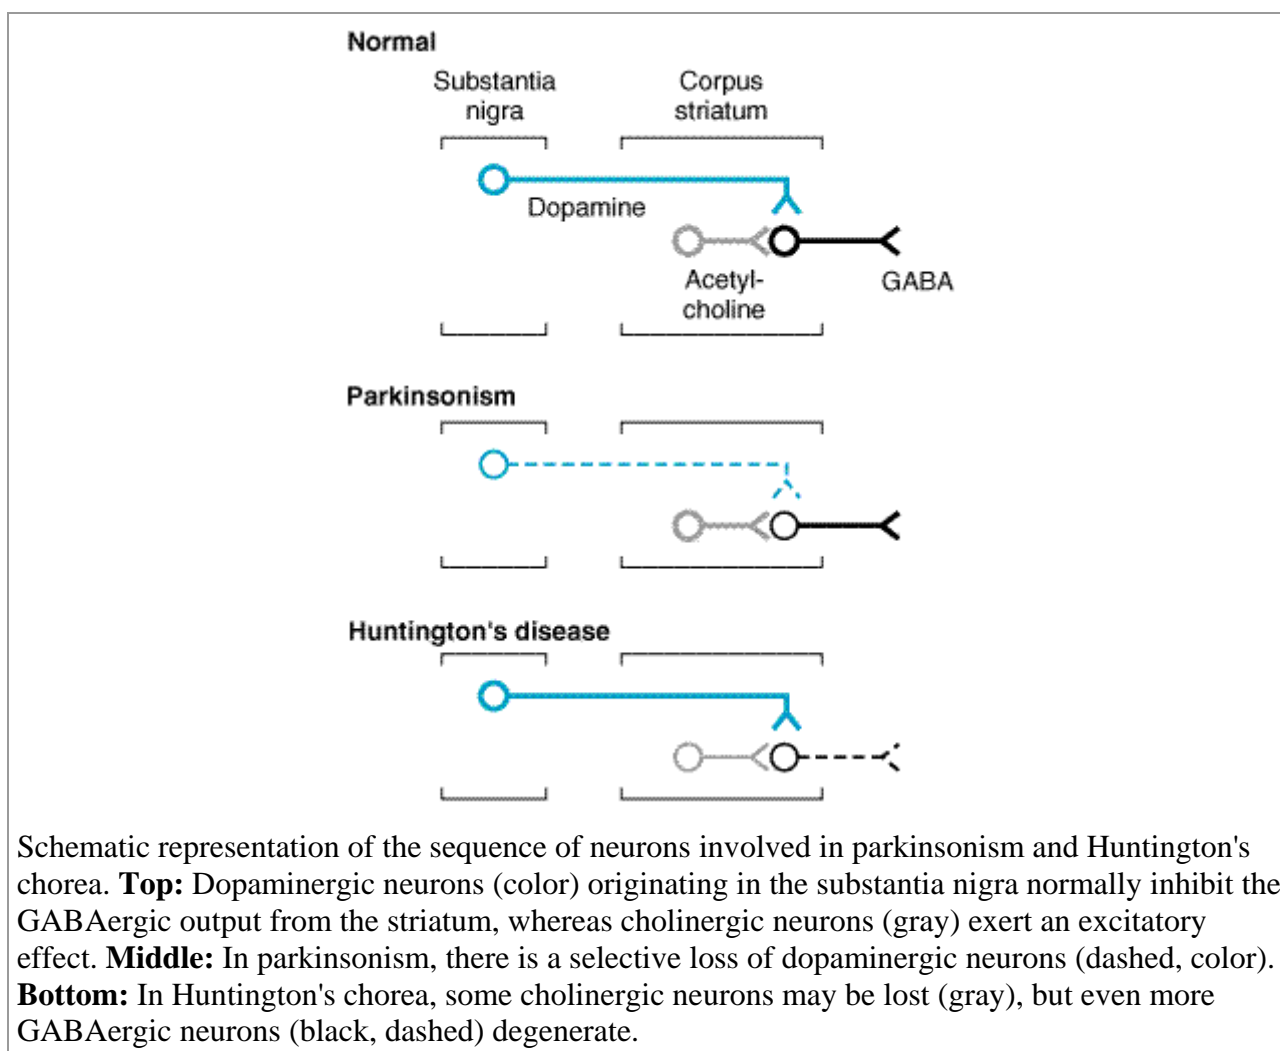 Normal
Substantia
nigra
Corpus
striatum
Dopamine
Acetyl-
choline
GABA
Parkinsonism
Huntington's disease
Schematic representation of the sequence of neurons involved in parkinsonism and Huntington's
chorea. Top: Dopaminergic neurons (color) originating in the substantia nigra normally inhibit the
GABAergic output from the striatum, whereas cholinergic neurons (gray) exert an excitatory
effect. Middle: In parkinsonism, there is a selective loss of dopaminergic neurons (dashed, color).
Bottom: In Huntington's chorea, some cholinergic neurons may be lost (gray), but even more
GABAergic neurons (black, dashed) degenerate.